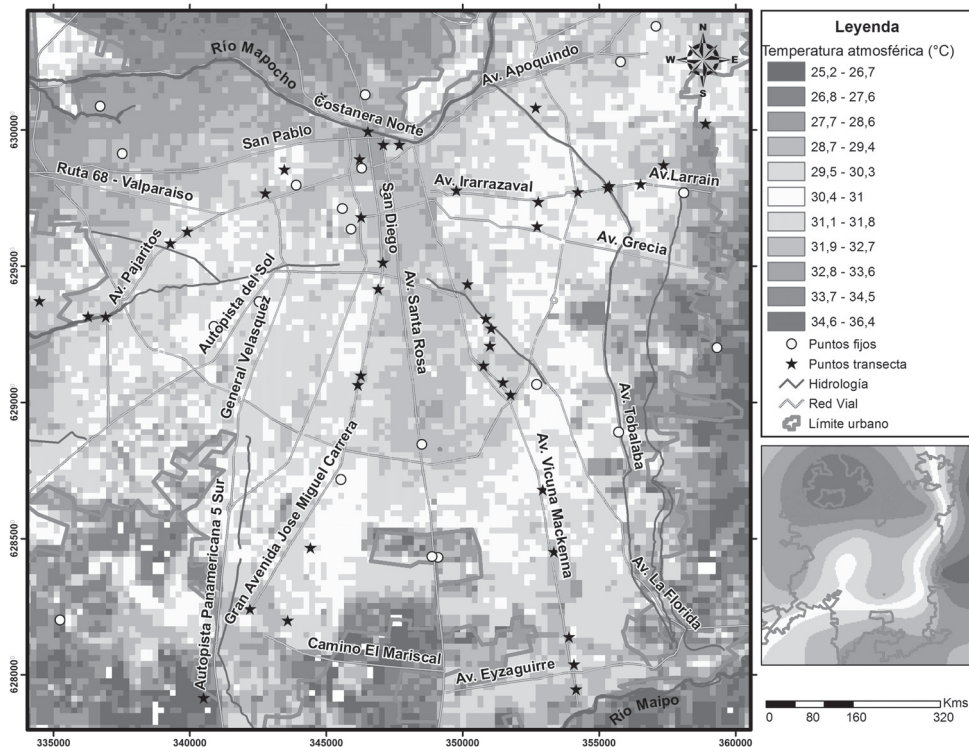 Río Mapocho
Av. Apoquindo
N
W E
S
Costanera Norte
San Pablo
Ruta 68 - Valparaiso
Av. Irarrazaval
Av.Larrain
San Diego
Av. Grecia
Av. Pajaritos
Autopista del Sol
General Velasquez
Av. Santa Rosa
Av. Tobalaba
Av. Vicuna Mackenna
Gran Avenida Jose Miguel Carrera
Autopista Panamericana 5 Sur
Av. La Florida
Camino El Mariscal
Av. Eyzaguirre
Río Maipo
6300000
6295000
6290000
6285000
6280000
335000 340000 345000 350000 355000 360000
Leyenda
Temperatura atmosférica (°C)
25,2 - 26,7
26,8 - 27,6
27,7 - 28,6
28,7 - 29,4
29,5 - 30,3
30,4 - 31
31,1 - 31,8
31,9 - 32,7
32,8 - 33,6
33,7 - 34,5
34,6 - 36,4
Puntos fijos
Puntos transecta
Hidrología
Red Vial
Límite urbano
Kms
0 80 160 320